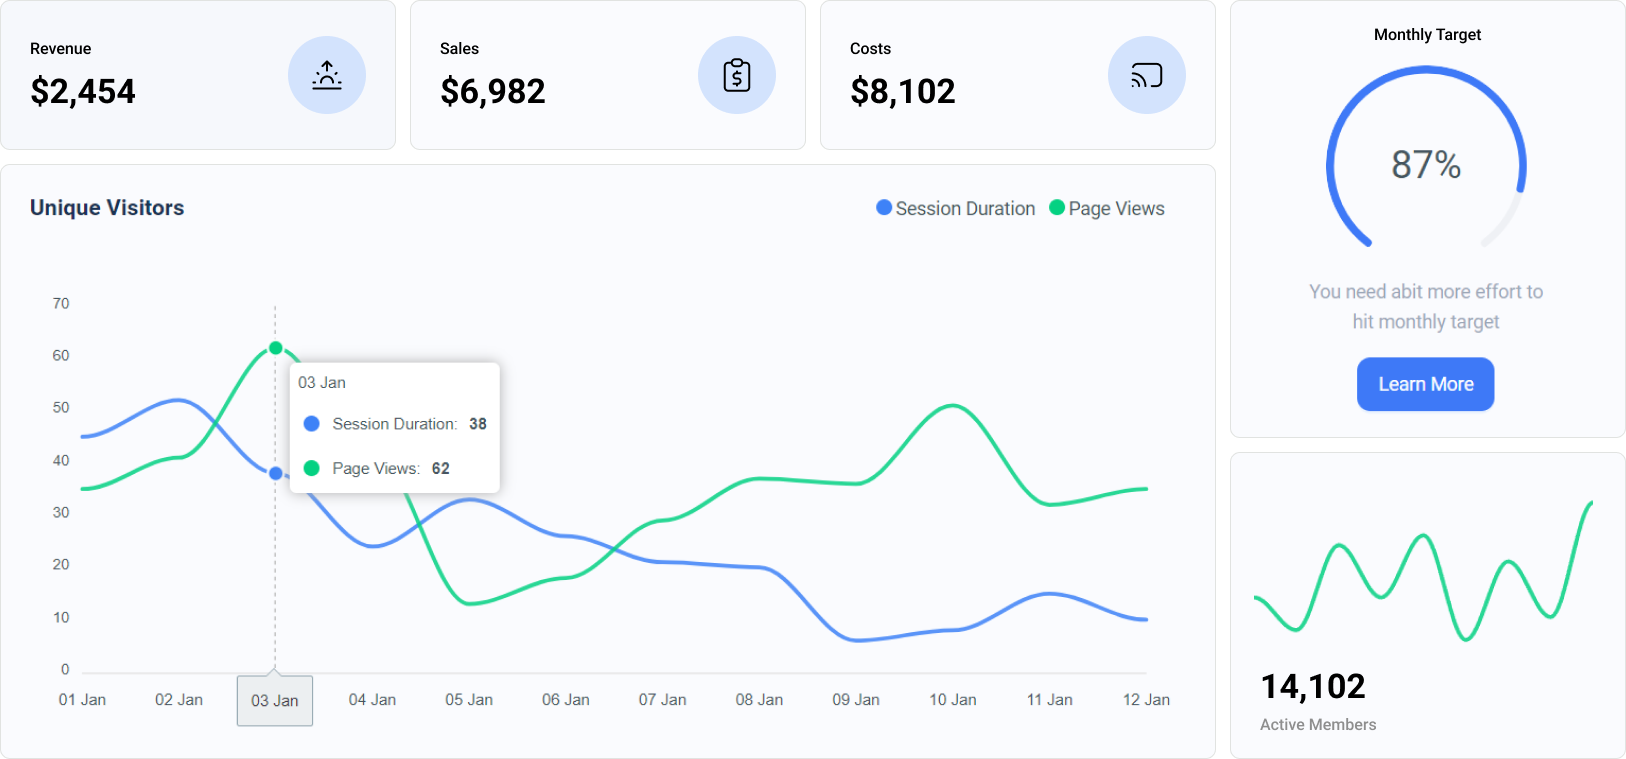 Revenue
$2,454
Sales
$6,982
Costs
$8,102
Monthly Target
87%
You need abit more effort to
hit monthly target
Learn More
Unique Visitors
Session Duration
Page Views
70
60
50
40
30
20
10
0
03 Jan
Session Duration: 38
Page Views: 62
01 Jan
02 Jan
03 Jan
04 Jan
05 Jan
06 Jan
07 Jan
08 Jan
09 Jan
10 Jan
11 Jan
12 Jan
14,102
Active Members